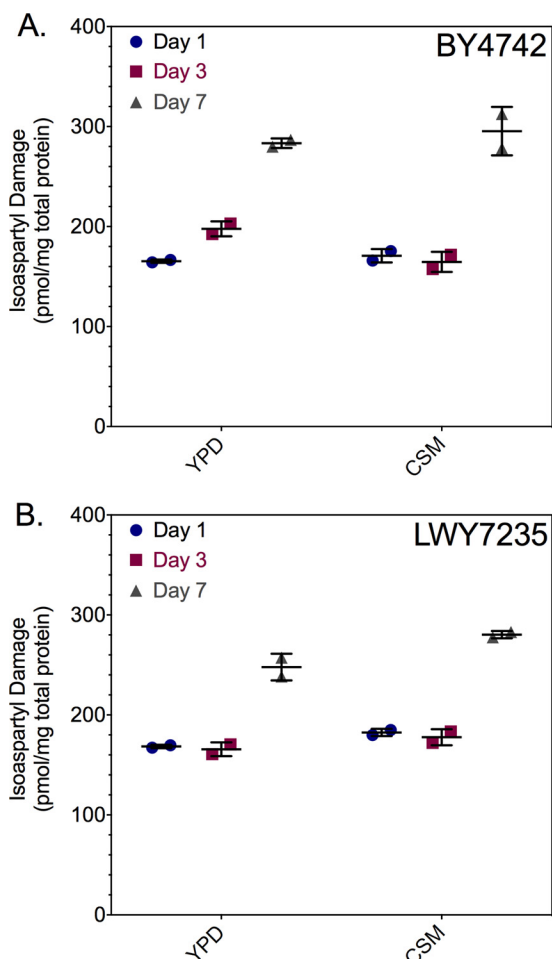 A.
BY4742
Day 1
Day 3
Day 7
Isoaspartyl Damage
(pmol/mg total protein)
400
300
200
100
0
YPD
CSM
B.
LWY7235
Day 1
Day 3
Day 7
Isoaspartyl Damage
(pmol/mg total protein)
400
300
200
100
0
YPD
CSM